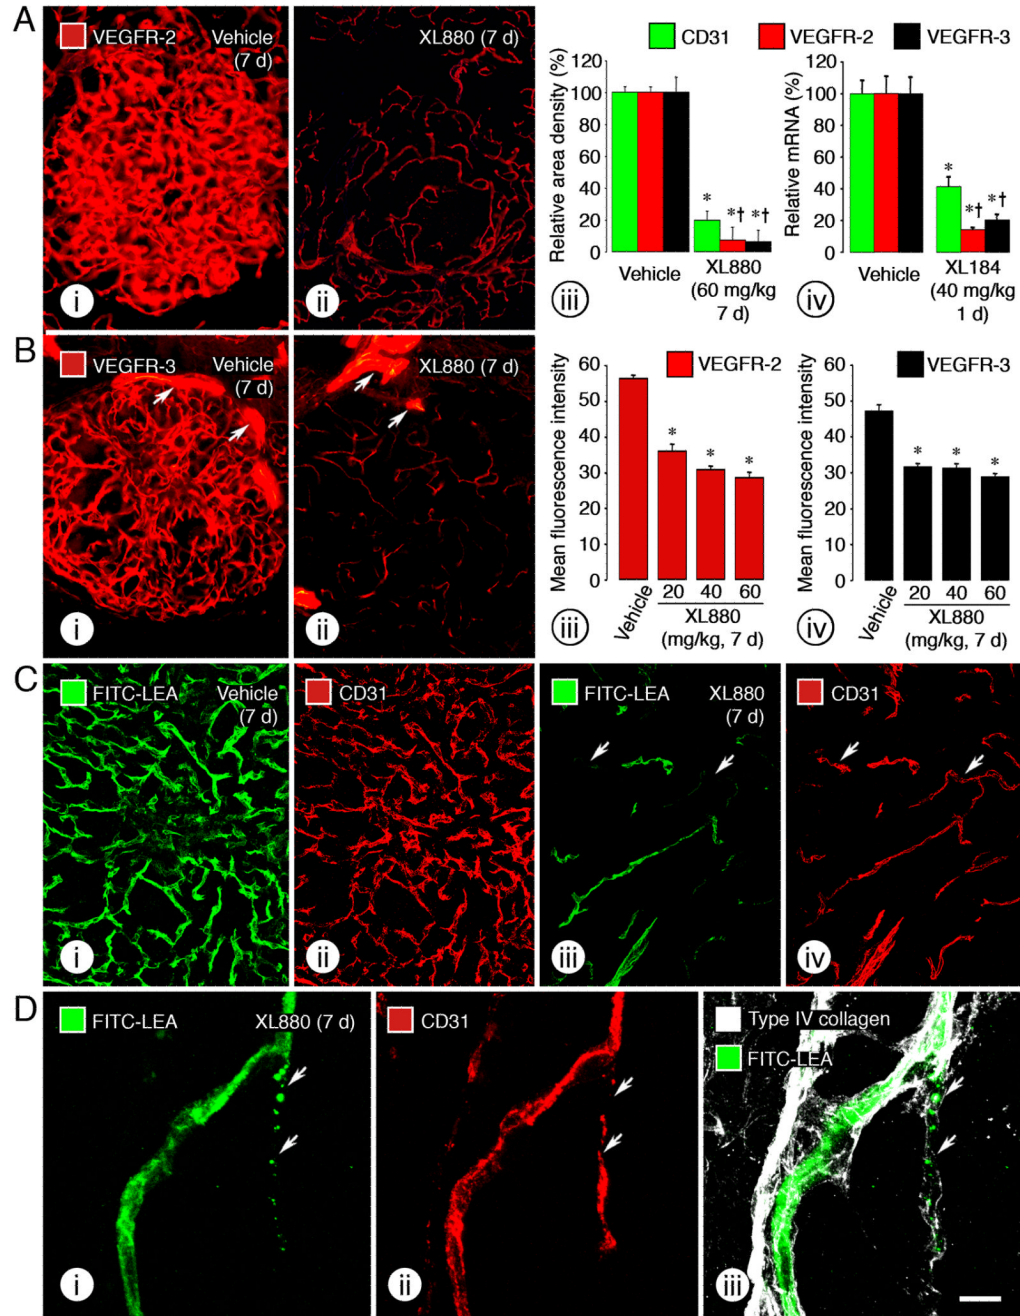 A
VEGFR-2
Vehicle
(7 d)
i
XL880 (7 d)
ii
CD31
VEGFR-2
VEGFR-3
Relative area density (%)
120
100
80
60
40
20
0
*
*†
*†
Vehicle
XL880
(60 mg/kg
7 d)
iii
Relative mRNA (%)
120
100
80
60
40
20
0
*
*†
*†
Vehicle
XL184
(40 mg/kg
1 d)
iv
B
VEGFR-3
Vehicle
(7 d)
i
XL880 (7 d)
ii
VEGFR-2
Mean fluorescence intensity
60
50
40
30
20
10
0
*
*
*
Vehicle
20 40 60
XL880
(mg/kg, 7 d)
iii
VEGFR-3
Mean fluorescence intensity
60
50
40
30
20
10
0
*
*
*
Vehicle
20 40 60
XL880
(mg/kg, 7 d)
iv
C
FITC-LEA
Vehicle
(7 d)
i
CD31
ii
FITC-LEA
XL880
(7 d)
iii
CD31
iv
D
FITC-LEA
XL880 (7 d)
i
CD31
ii
Type IV collagen
FITC-LEA
iii